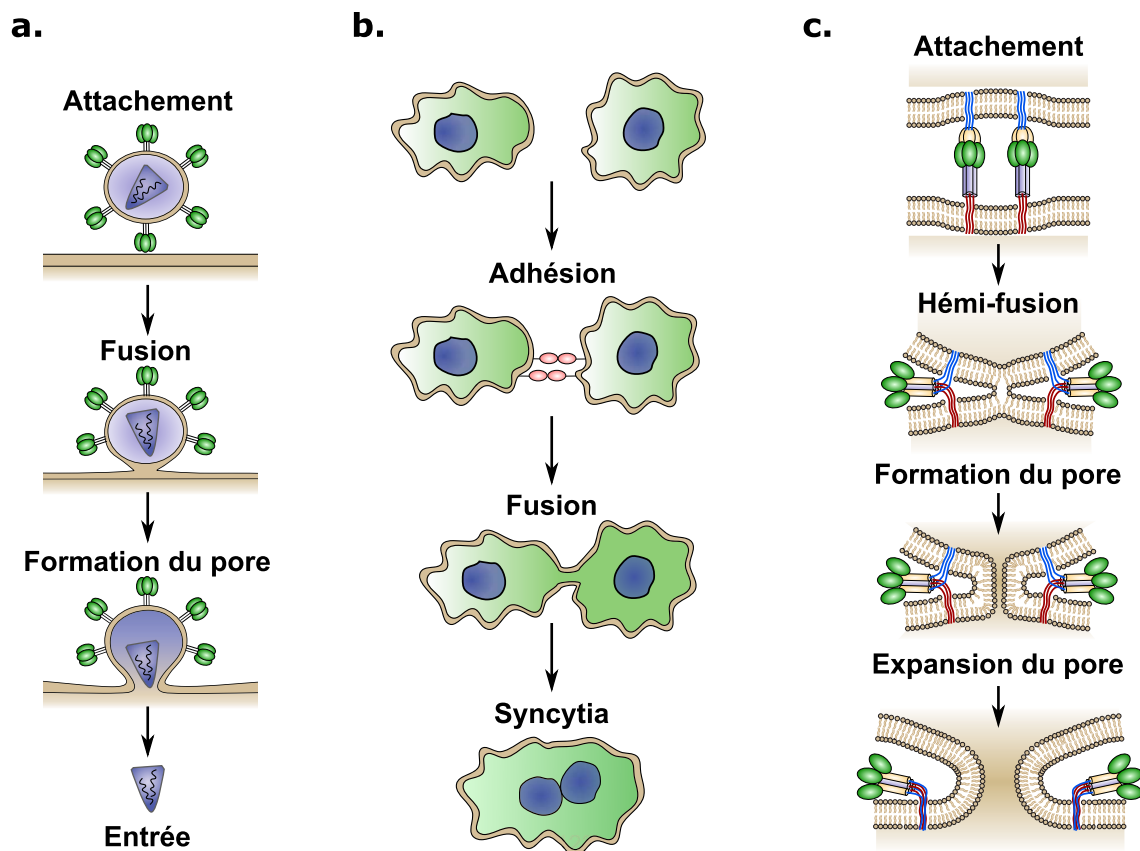 a.
Attachement
Fusion
Formation du pore
Entrée
b.
Adhésion
Fusion
Syncytia
c.
Attachement
Hémi-fusion
Formation du pore
Expansion du pore